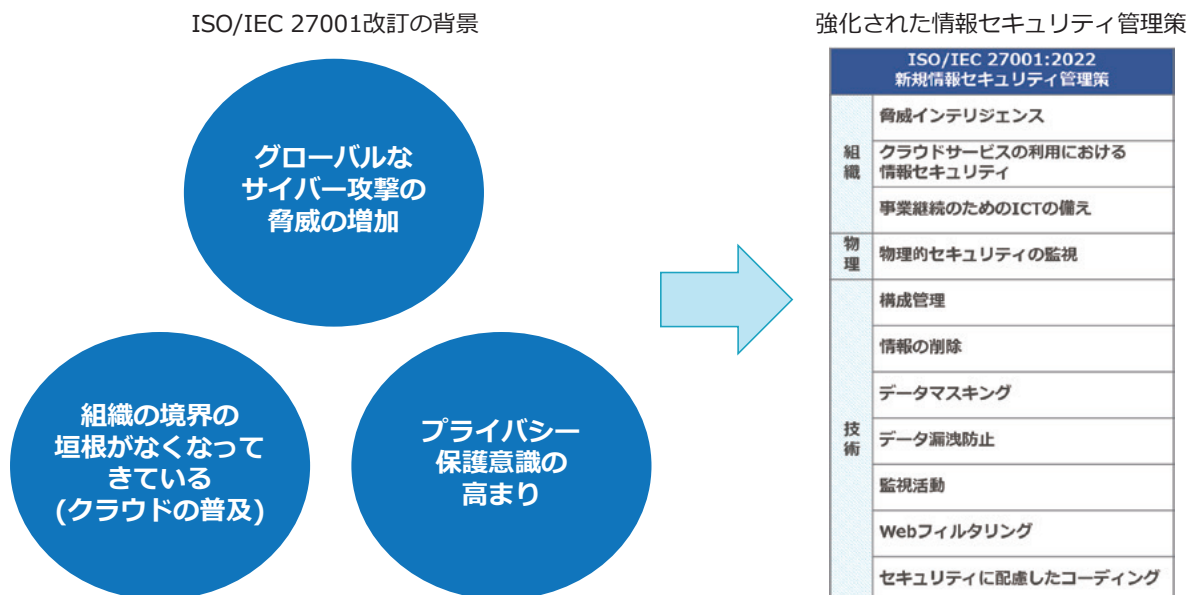 ISO/IEC 27001改訂の背景
グローバルな
サイバー攻撃の
脅威の増加
組織の境界の
垣根がなくなって
きている
(クラウドの普及)
プライバシー
保護意識の
高まり
強化された情報セキュリティ管理策
ISO/IEC 27001:2022
新規情報セキュリティ管理策
組織
脅威インテリジェンス
クラウドサービスの利用における
情報セキュリティ
事業継続のためのICTの備え
物理
物理的セキュリティの監視
技術
構成管理
情報の削除
データマスキング
データ漏洩防止
監視活動
Webフィルタリング
セキュリティに配慮したコーディング